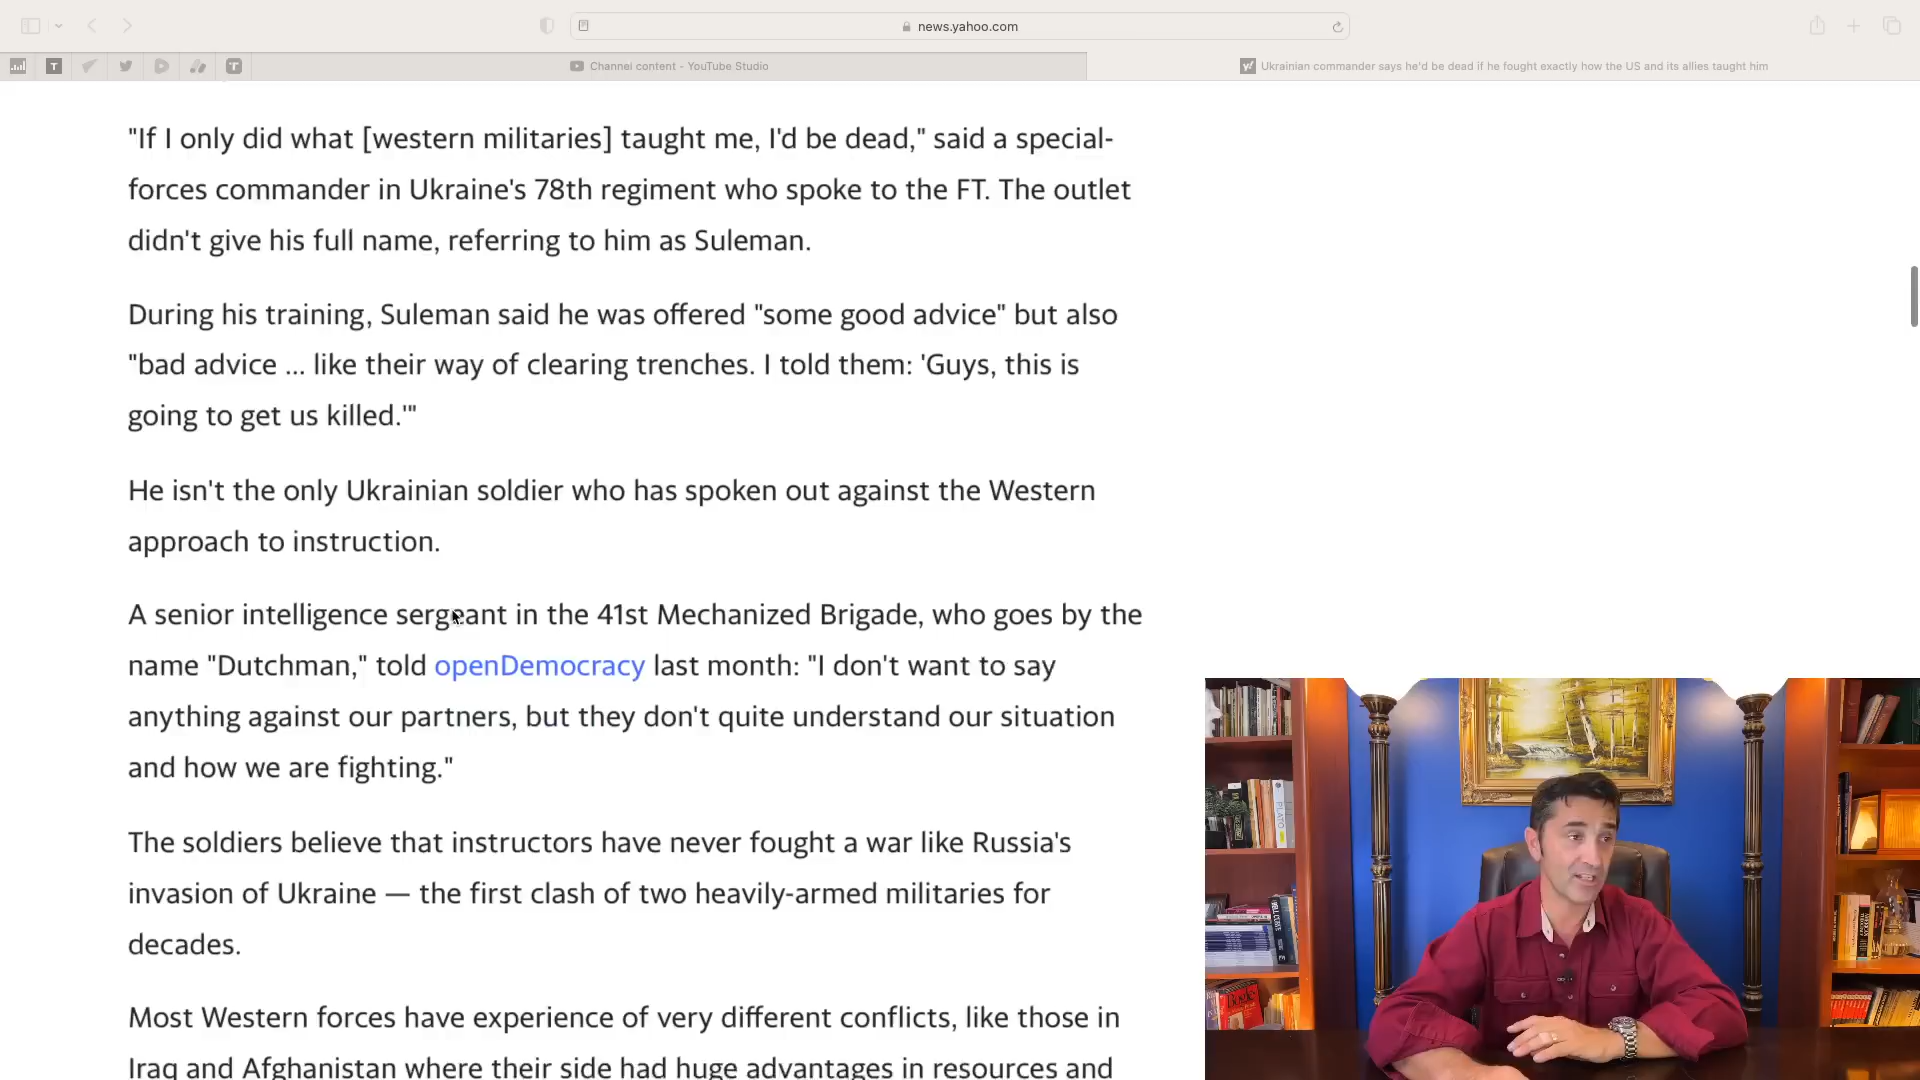 news.yahoo.com
Channel content - YouTube Studio
Ukrainian commander says he'd be dead if he fought exactly how the US and its allies taught him
"If I only did what [western militaries] taught me, I'd be dead," said a special-
forces commander in Ukraine's 78th regiment who spoke to the FT. The outlet
didn't give his full name, referring to him as Suleman.
During his training, Suleman said he was offered "some good advice" but also
"bad advice ... like their way of clearing trenches. I told them: 'Guys, this is
going to get us killed.'"
He isn't the only Ukrainian soldier who has spoken out against the Western
approach to instruction.
A senior intelligence sergeant in the 41st Mechanized Brigade, who goes by the
name "Dutchman," told openDemocracy last month: "I don't want to say
anything against our partners, but they don't quite understand our situation
and how we are fighting."
The soldiers believe that instructors have never fought a war like Russia's
invasion of Ukraine — the first clash of two heavily-armed militaries for
decades.
Most Western forces have experience of very different conflicts, like those in
Iraq and Afghanistan where their side had huge advantages in resources and
PLATO